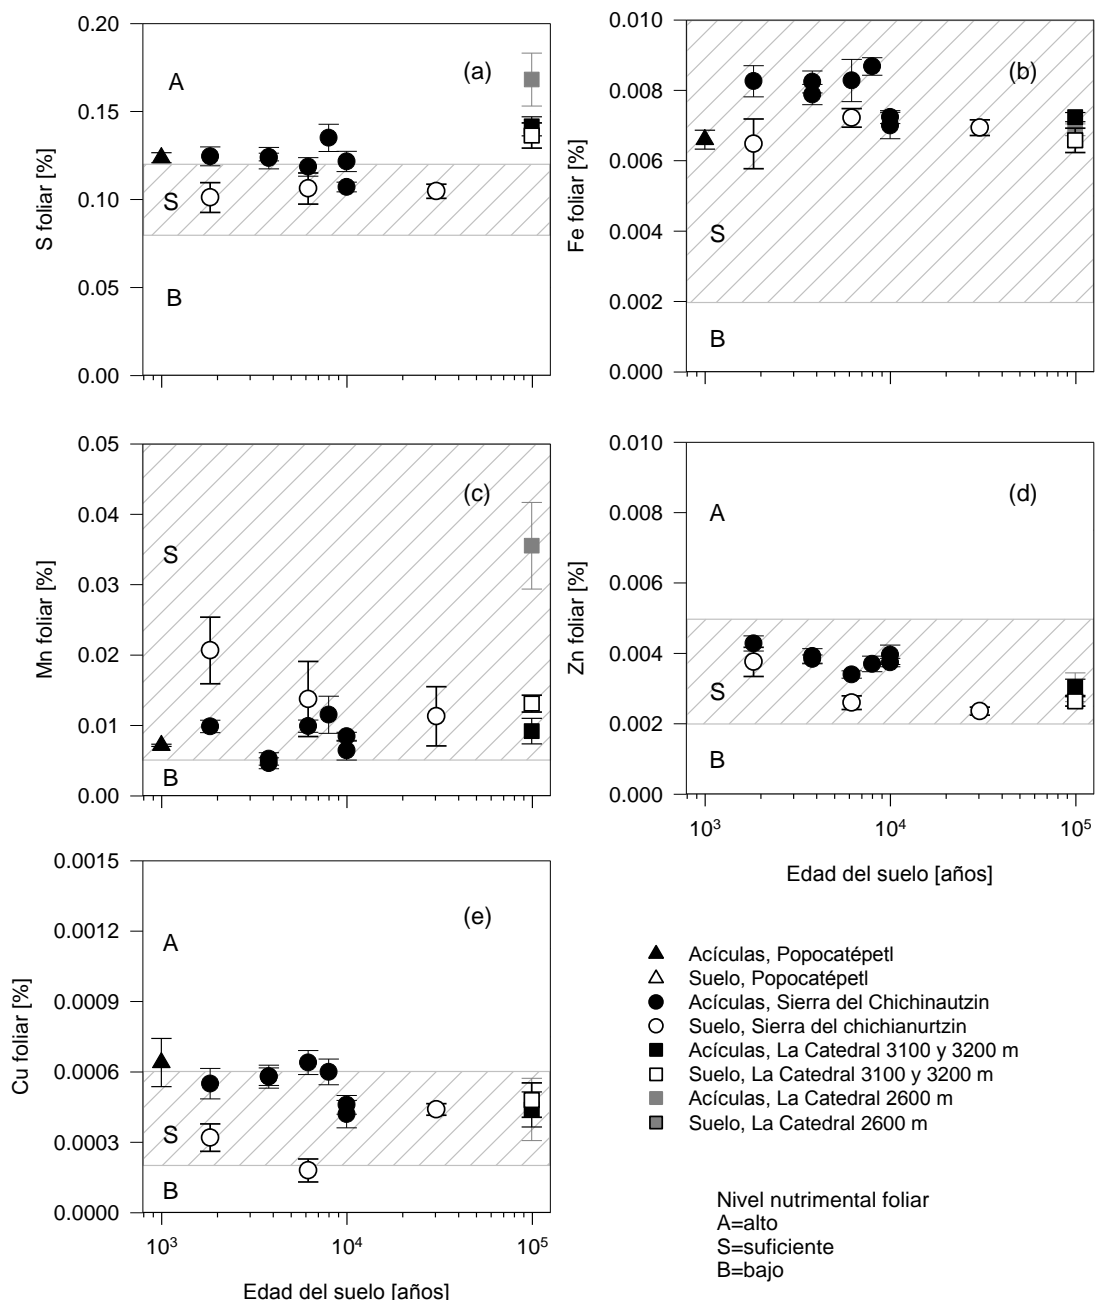 0.20
0.15
0.10
0.05
0.00
S foliar [%]
A
S
B
(a)
0.010
0.008
0.006
0.004
0.002
0.000
Fe foliar [%]
S
B
(b)
0.05
0.04
0.03
0.02
0.01
0.00
Mn foliar [%]
S
B
(c)
0.010
0.008
0.006
0.004
0.002
0.000
Zn foliar [%]
A
S
B
(d)
10³
10⁴
10⁵
Edad del suelo [años]
0.0015
0.0012
0.0009
0.0006
0.0003
0.0000
Cu foliar [%]
A
S
B
(e)
10³
10⁴
10⁵
Edad del suelo [años]
Acículas, Popocatépetl
Suelo, Popocatépetl
Acículas, Sierra del Chichinautzin
Suelo, Sierra del chichianurtzin
Acículas, La Catedral 3100 y 3200 m
Suelo, La Catedral 3100 y 3200 m
Acículas, La Catedral 2600 m
Suelo, La Catedral 2600 m
Nivel nutrimental foliar
A=alto
S=suficiente
B=bajo